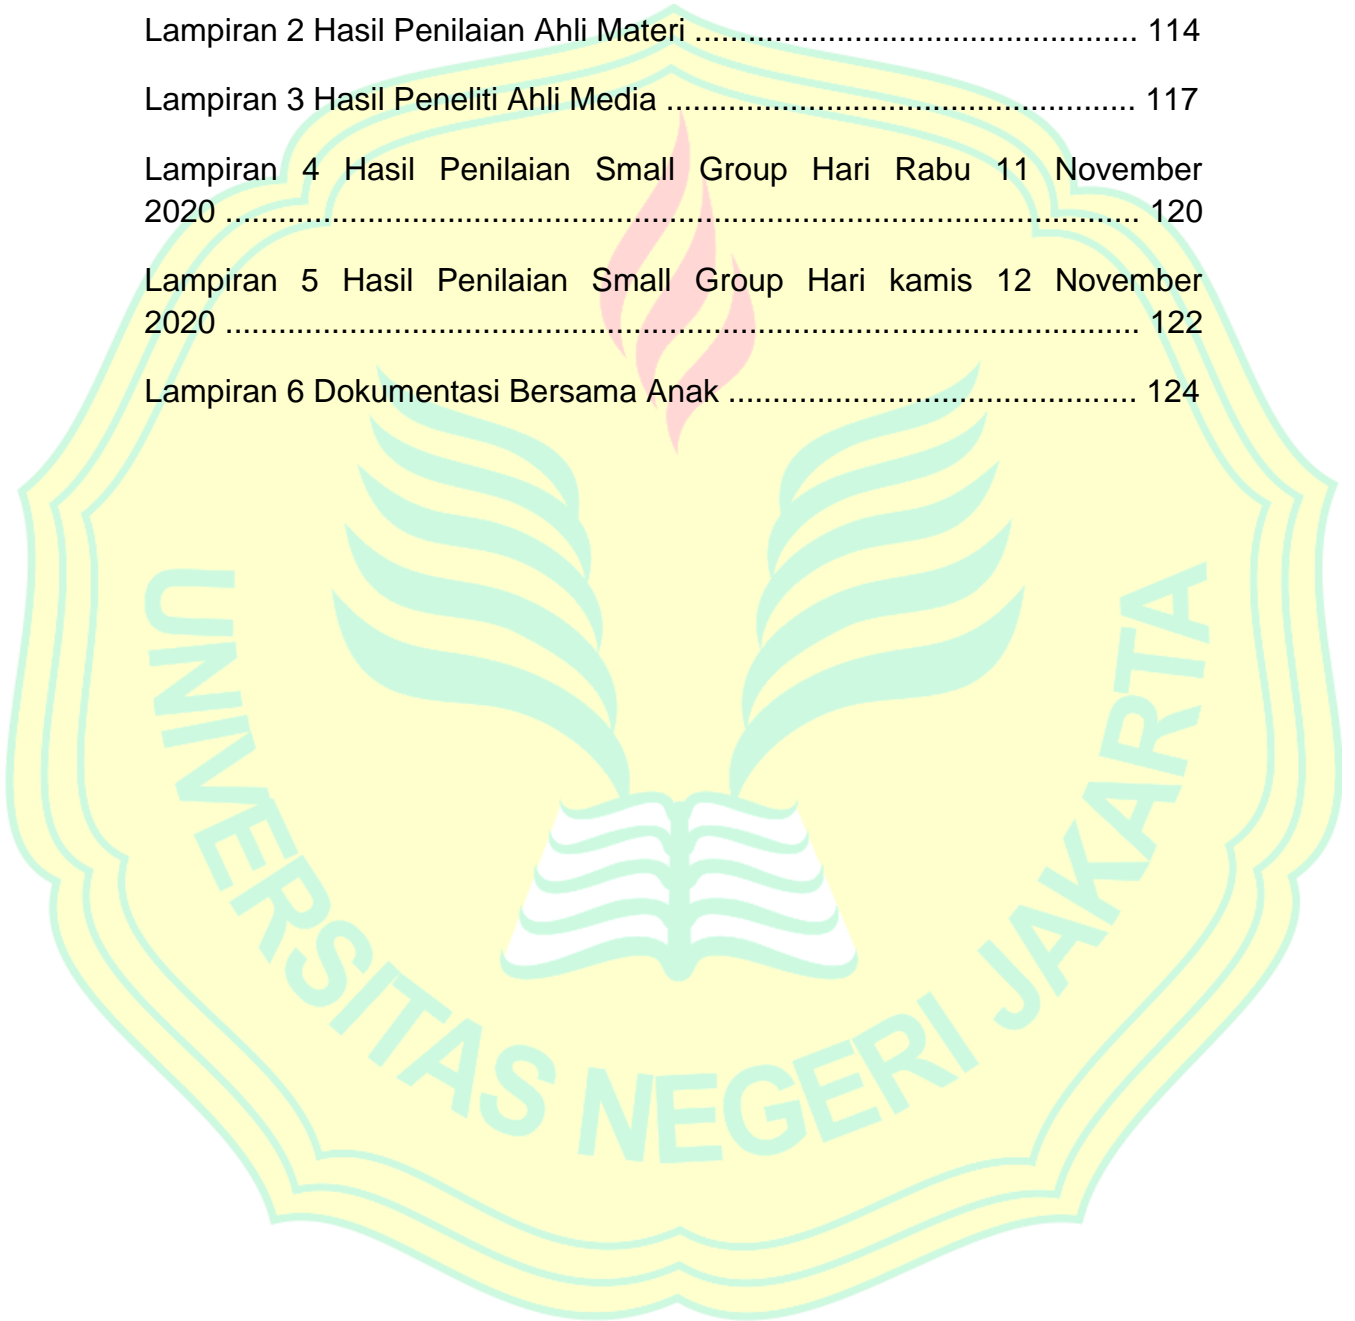 Lampiran 2 Hasil Penilaian Ahli Materi .................................................. 114
Lampiran 3 Hasil Peneliti Ahli Media ..................................................... 117
Lampiran 4 Hasil Penilaian Small Group Hari Rabu 11 November
2020 ........................................................................................................ 120
Lampiran 5 Hasil Penilaian Small Group Hari kamis 12 November
2020 ........................................................................................................ 122
Lampiran 6 Dokumentasi Bersama Anak .............................................. 124
UNIVERSITAS NEGERI JAKARTA